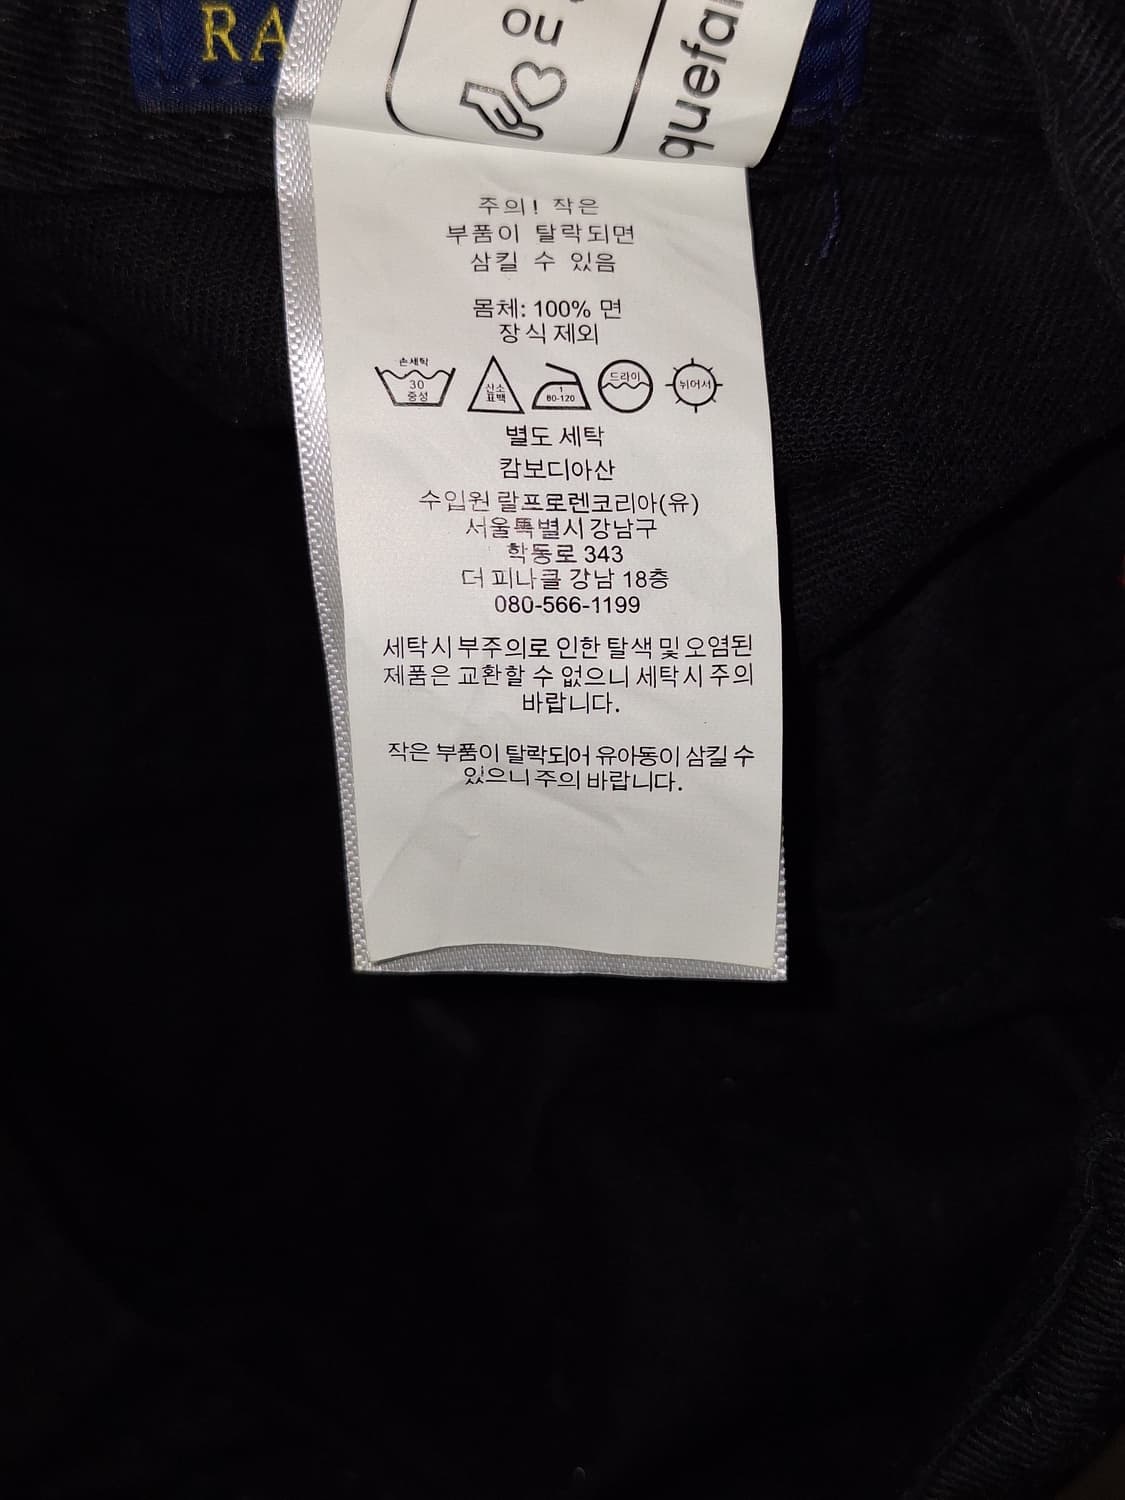 RA
ou
quefai
주의! 작은
부품이 탈락되면
삼킬 수 있음
몸체: 100% 면
장식 제외
손세탁
30
중성
산소
표백
1
80-120
드라이
뉘어서
별도 세탁
캄보디아산
수입원 랄프로렌코리아(유)
서울특별시 강남구
학동로 343
더 피나클 강남 18층
080-566-1199
세탁시 부주의로 인한 탈색 및 오염된
제품은 교환할 수 없으니 세탁시 주의
바랍니다.
작은 부품이 탈락되어 유아동이 삼킬 수
있으니 주의 바랍니다.